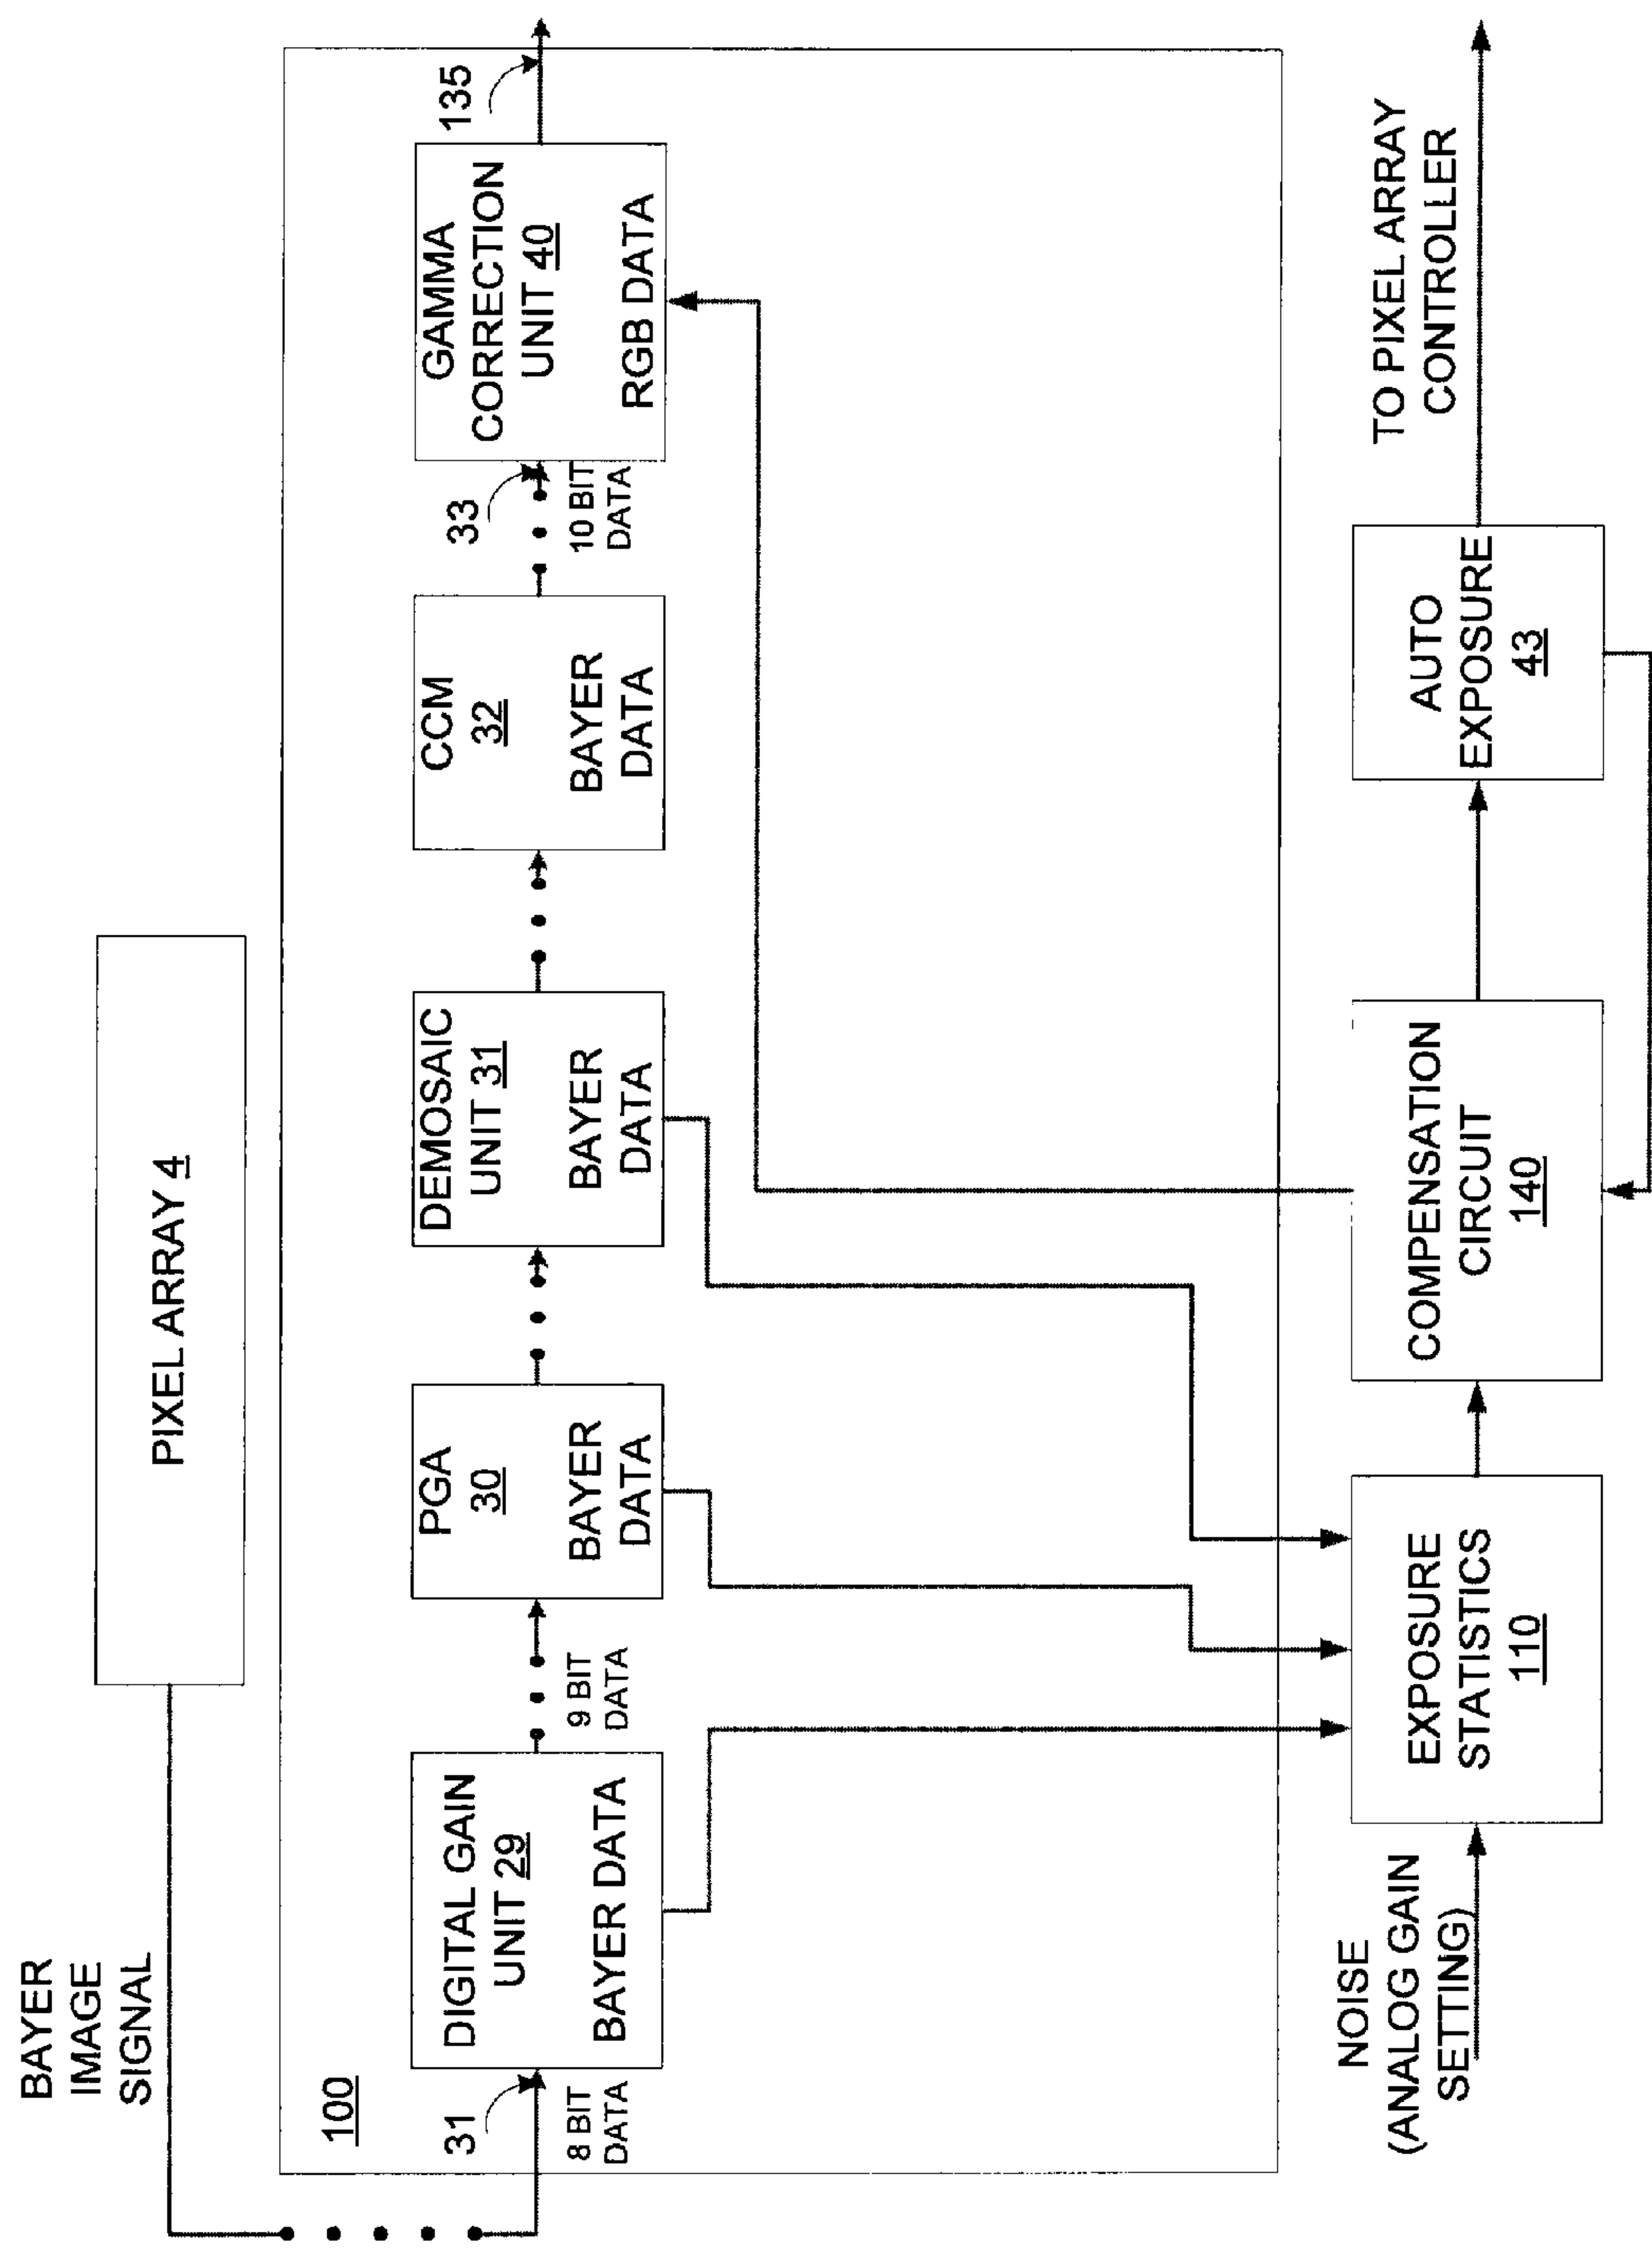 BAYER
IMAGE
SIGNAL
PIXEL ARRAY 4
100
31
8 BIT
DATA
DIGITAL GAIN
UNIT 29
BAYER DATA
9 BIT
DATA
PGA
30
BAYER
DATA
DEMOSAIC
UNIT 31
BAYER
DATA
CCM
32
BAYER
DATA
33
10 BIT
DATA
GAMMA
CORRECTION
UNIT 40
RGB DATA
135
NOISE
(ANALOG GAIN
SETTING)
EXPOSURE
STATISTICS
110
COMPENSATION
CIRCUIT
140
AUTO
EXPOSURE
43
TO PIXEL ARRAY
CONTROLLER